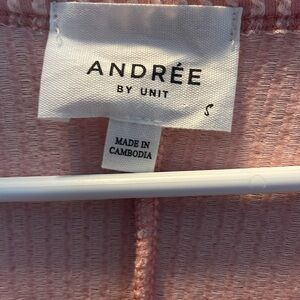 ANDRÉE
BY UNIT
S
MADE IN
CAMBODIA